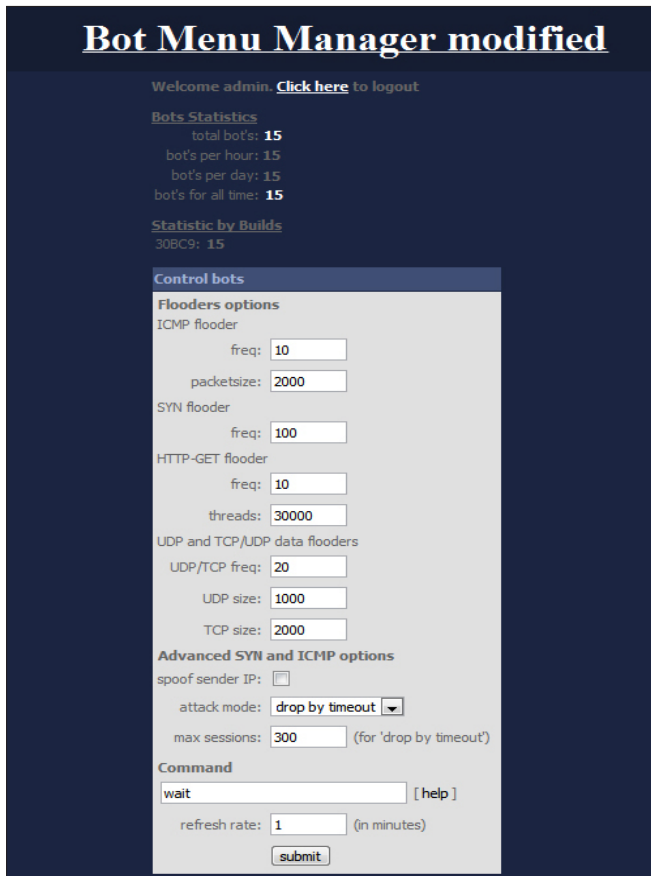 Bot Menu Manager modified
Welcome admin. Click here to logout
Bots Statistics
total bot's: 15
bot's per hour: 15
bot's per day: 15
bot's for all time: 15
Statistic by Builds
30BC9: 15
Control bots
Flooders options
ICMP flooder
freq: 10
packetsize: 2000
SYN flooder
freq: 100
HTTP-GET flooder
freq: 10
threads: 30000
UDP and TCP/UDP data flooders
UDP/TCP freq: 20
UDP size: 1000
TCP size: 2000
Advanced SYN and ICMP options
spoof sender IP:
attack mode: drop by timeout
max sessions: 300 (for 'drop by timeout')
Command
wait [ help ]
refresh rate: 1 (in minutes)
submit